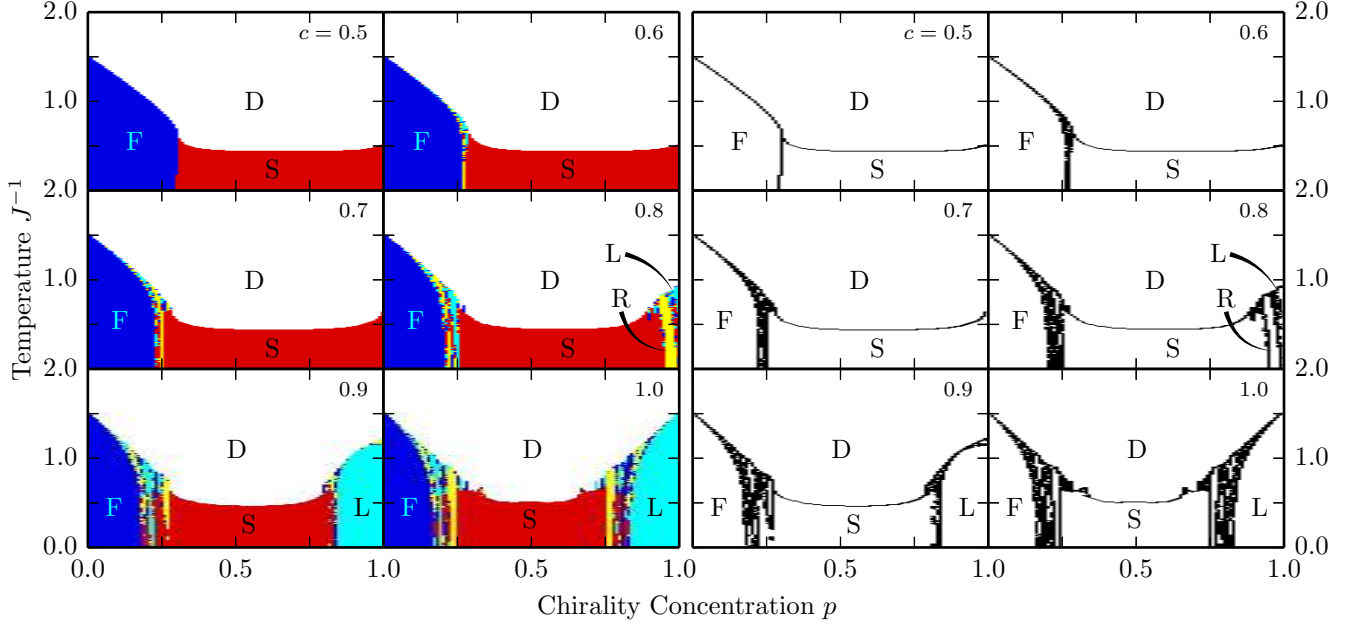 2.0 c = 0.5 0.6 c = 0.5 0.6 2.0
D D D D
1.0 1.0
F F F F
S S S S
2.0 2.0
0.7 0.8 0.7 0.8
L L
D D D D
1.0 1.0
R R
F F F F
S S S S
2.0 2.0
0.9 1.0 0.9 1.0
D D D D
1.0 1.0
F F L L F F L L
S S S S
0.0 0.0
0.0 0.5 1.0 0.5 1.0 0.5 1.0 0.5 1.0
Temperature J⁻¹
Chirality Concentration p